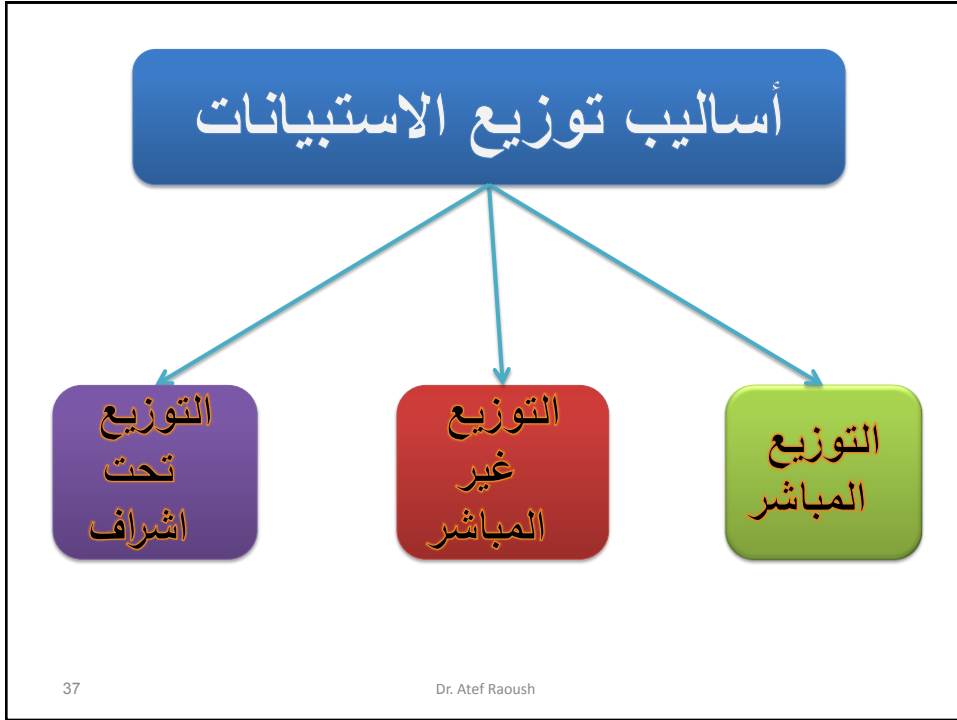 أساليب توزيع الاستبيانات
التوزيع
المباشر
التوزيع
غير
المباشر
التوزيع
تحت
اشراف
37
Dr. Atef Raoush